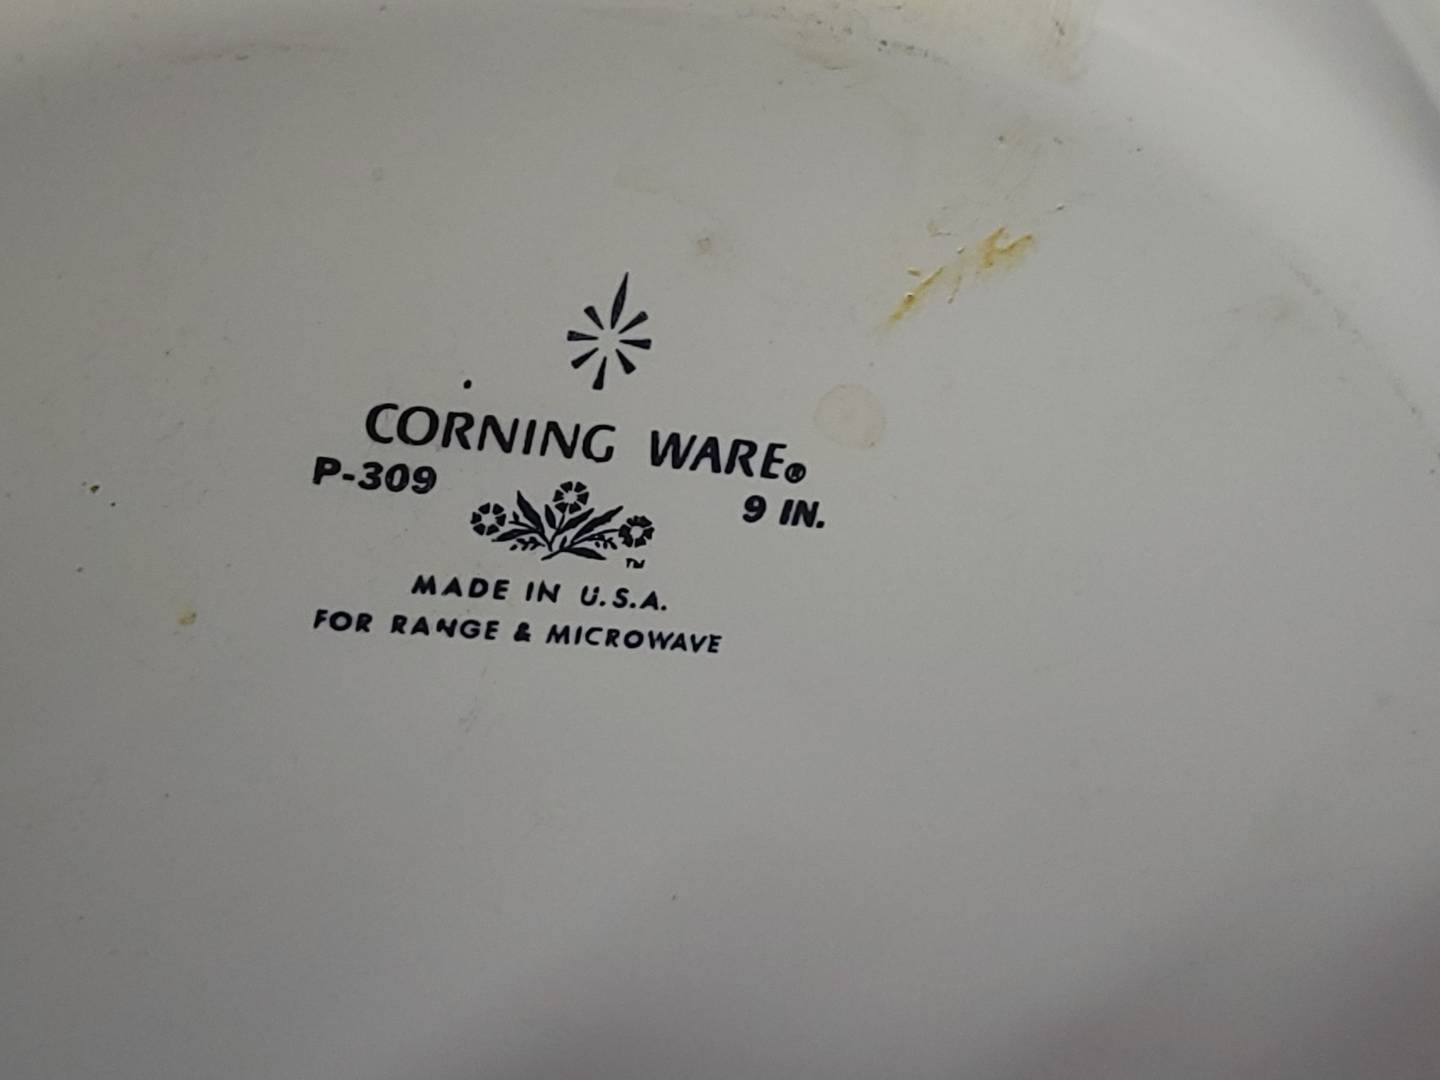 CORNING WARE®
P-309 9 IN.
TM
MADE IN U.S.A.
FOR RANGE & MICROWAVE